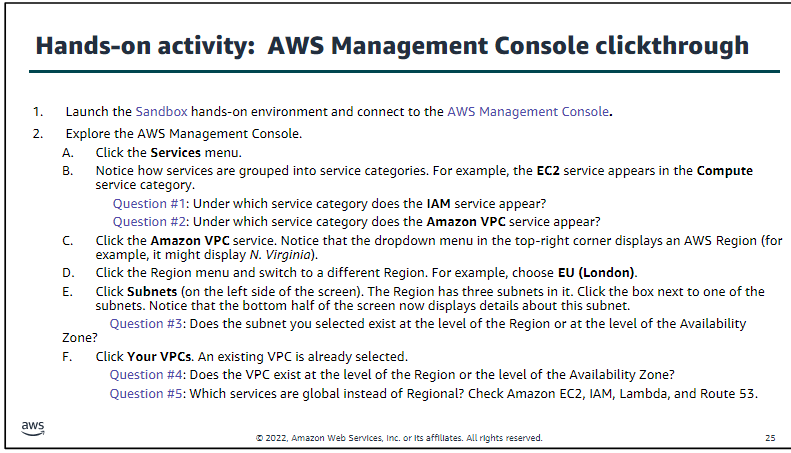 Hands-on activity:  AWS Management Console clickthrough
1. Launch the Sandbox hands-on environment and connect to the AWS Management Console.
2. Explore the AWS Management Console.
A. Click the Services menu.
B. Notice how services are grouped into service categories. For example, the EC2 service appears in the Compute
service category.
Question #1: Under which service category does the IAM service appear?
Question #2: Under which service category does the Amazon VPC service appear?
C. Click the Amazon VPC service. Notice that the dropdown menu in the top-right corner displays an AWS Region (for
example, it might display N. Virginia).
D. Click the Region menu and switch to a different Region. For example, choose EU (London).
E. Click Subnets (on the left side of the screen). The Region has three subnets in it. Click the box next to one of the
subnets. Notice that the bottom half of the screen now displays details about this subnet.
Question #3: Does the subnet you selected exist at the level of the Region or at the level of the Availability
Zone?
F. Click Your VPCs. An existing VPC is already selected.
Question #4: Does the VPC exist at the level of the Region or the level of the Availability Zone?
Question #5: Which services are global instead of Regional? Check Amazon EC2, IAM, Lambda, and Route 53.
aws
© 2022, Amazon Web Services, Inc. or its affiliates. All rights reserved.
25